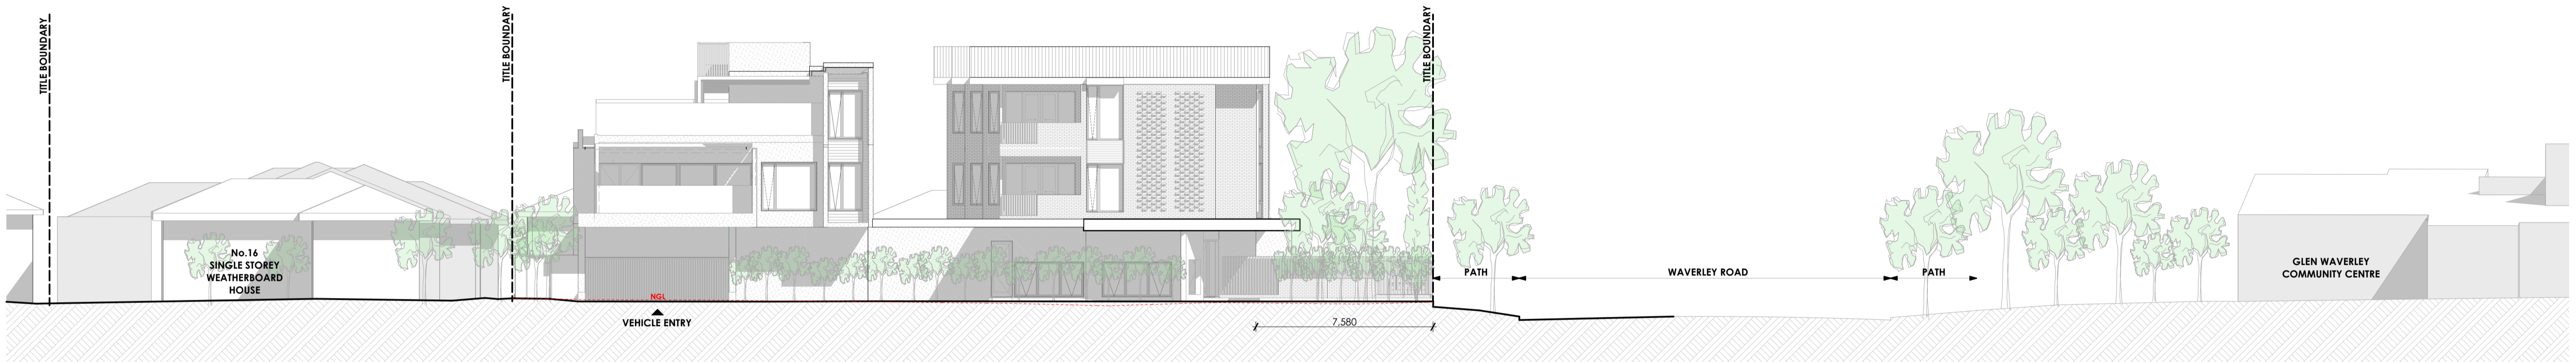 TITLE BOUNDARY
TITLE BOUNDARY
TITLE BOUNDARY
No.16
SINGLE STOREY
WEATHERBOARD
HOUSE
NGL
VEHICLE ENTRY
7,580
PATH
WAVERLEY ROAD
PATH
GLEN WAVERLEY
COMMUNITY CENTRE